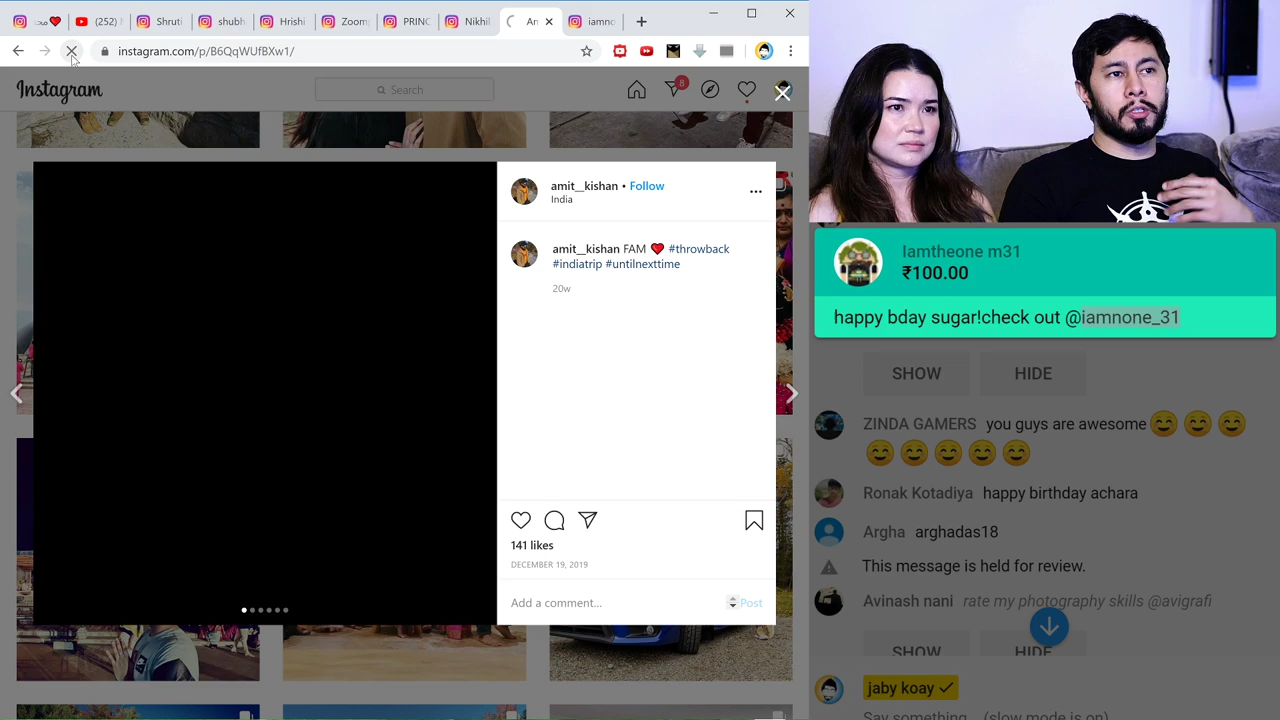 (252)
Shruti
shubh
Hrishi
Zoom
PRINC
Nikhil
An
iamno
instagram.com/p/B6QqWUfBXw1/
Instagram
Search
8
amit__kishan • Follow
India
amit__kishan FAM ❤️ #throwback
#indiatrip #untilnexttime
20w
141 likes
DECEMBER 19, 2019
Add a comment...
Post
Iamtheone m31
₹100.00
happy bday sugar!check out @iamnone_31
SHOW
HIDE
ZINDA GAMERS you guys are awesome 😊 😊 😊
😊 😊 😊 😊 😊
Ronak Kotadiya happy birthday achara
Argha arghadas18
This message is held for review.
Avinash nani rate my photography skills @avigrafi
SHOW
HIDE
jaby koay ✓
Say something... (slow mode is on)